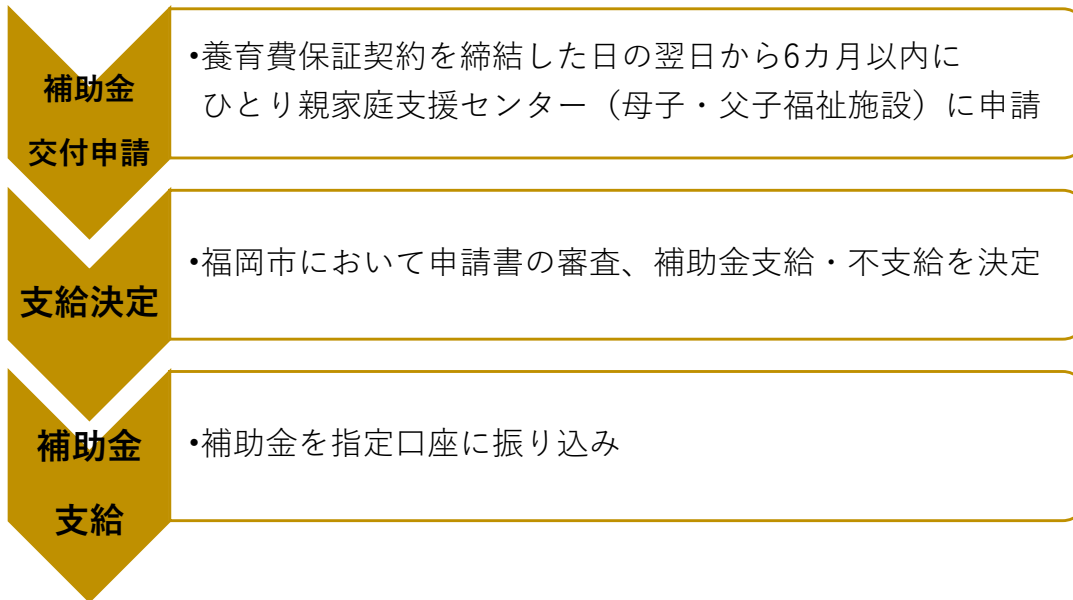 補助金
交付申請
•養育費保証契約を締結した日の翌日から6カ月以内に
ひとり親家庭支援センター（母子・父子福祉施設）に申請
支給決定
•福岡市において申請書の審査、補助金支給・不支給を決定
補助金
支給
•補助金を指定口座に振り込み